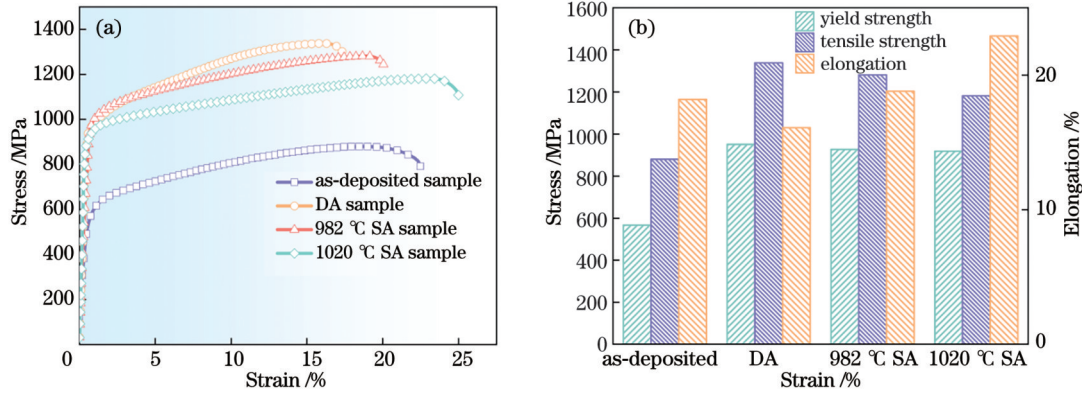 (a)
1400
1200
1000
800
600
400
200
0
5
10
15
20
25
Stress /MPa
Strain /%
as-deposited sample
DA sample
982 ℃ SA sample
1020 ℃ SA sample
(b)
1600
1400
1200
1000
800
600
400
200
0
Stress /MPa
yield strength
tensile strength
elongation
20
10
0
Elongation /%
as-deposited
DA
982 ℃ SA
1020 ℃ SA
Strain /%